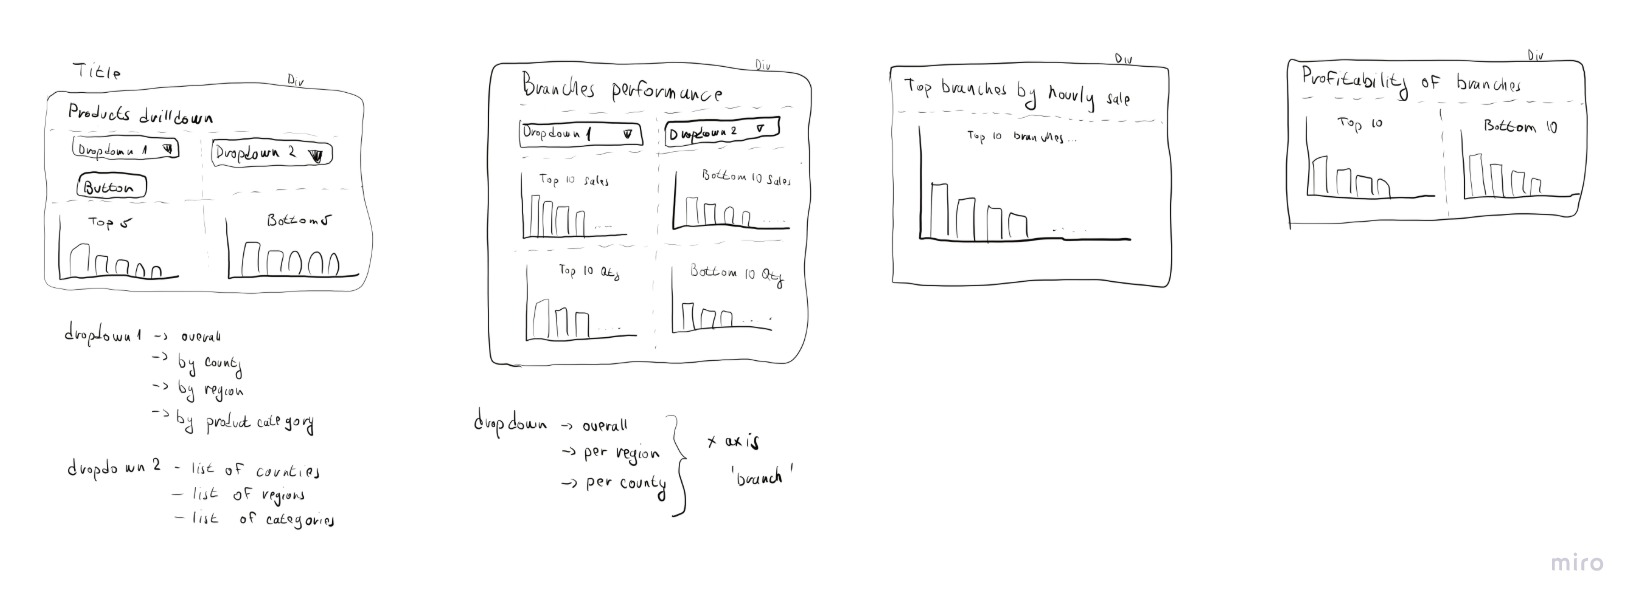 Title
Div
Products drilldown
Dropdown 1
Dropdown 2
Button
Top 5
Bottom 5
dropdown 1 -> overall
-> by county
-> by region
-> by product category
dropdown 2 - list of counties
- list of regions
- list of categories
Div
Branches performance
Dropdown 1
Dropdown 2
Top 10 Sales
Bottom 10 Sales
Top 10 Qty
Bottom 10 Qty
dropdown -> overall
-> per region
-> per county
x axis
'branch'
Div
Top branches by hourly sale
Top 10 branches...
Div
Profitability of branches
Top 10
Bottom 10
miro